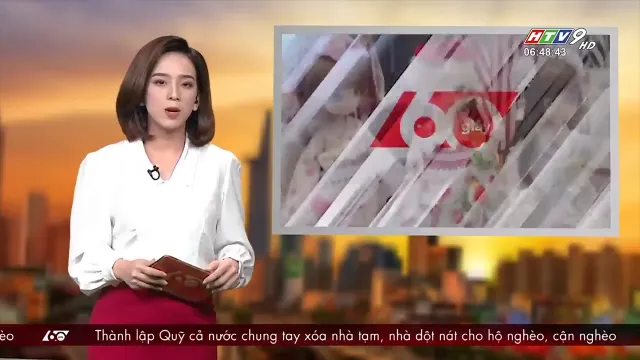 HTV9 HD
06:48:43
60 giây
èo 60 Thành lập Quỹ cả nước chung tay xóa nhà tạm, nhà dột nát cho hộ nghèo, cận nghèo